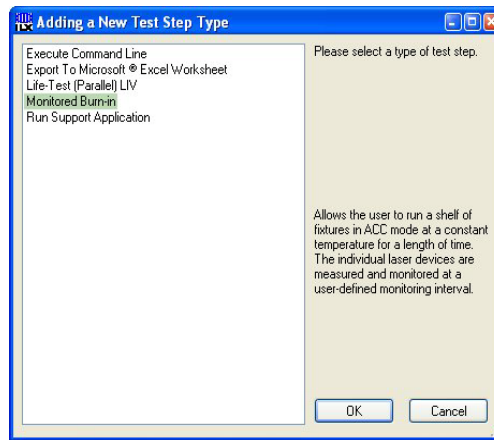 Adding a New Test Step Type
Execute Command Line
Export To Microsoft ® Excel Worksheet
Life-Test (Parallel) LIV
Monitored Burn-in
Run Support Application
Please select a type of test step.
Allows the user to run a shelf of
fixtures in ACC mode at a constant
temperature for a length of time.
The individual laser devices are
measured and monitored at a
user-defined monitoring interval.
OK
Cancel